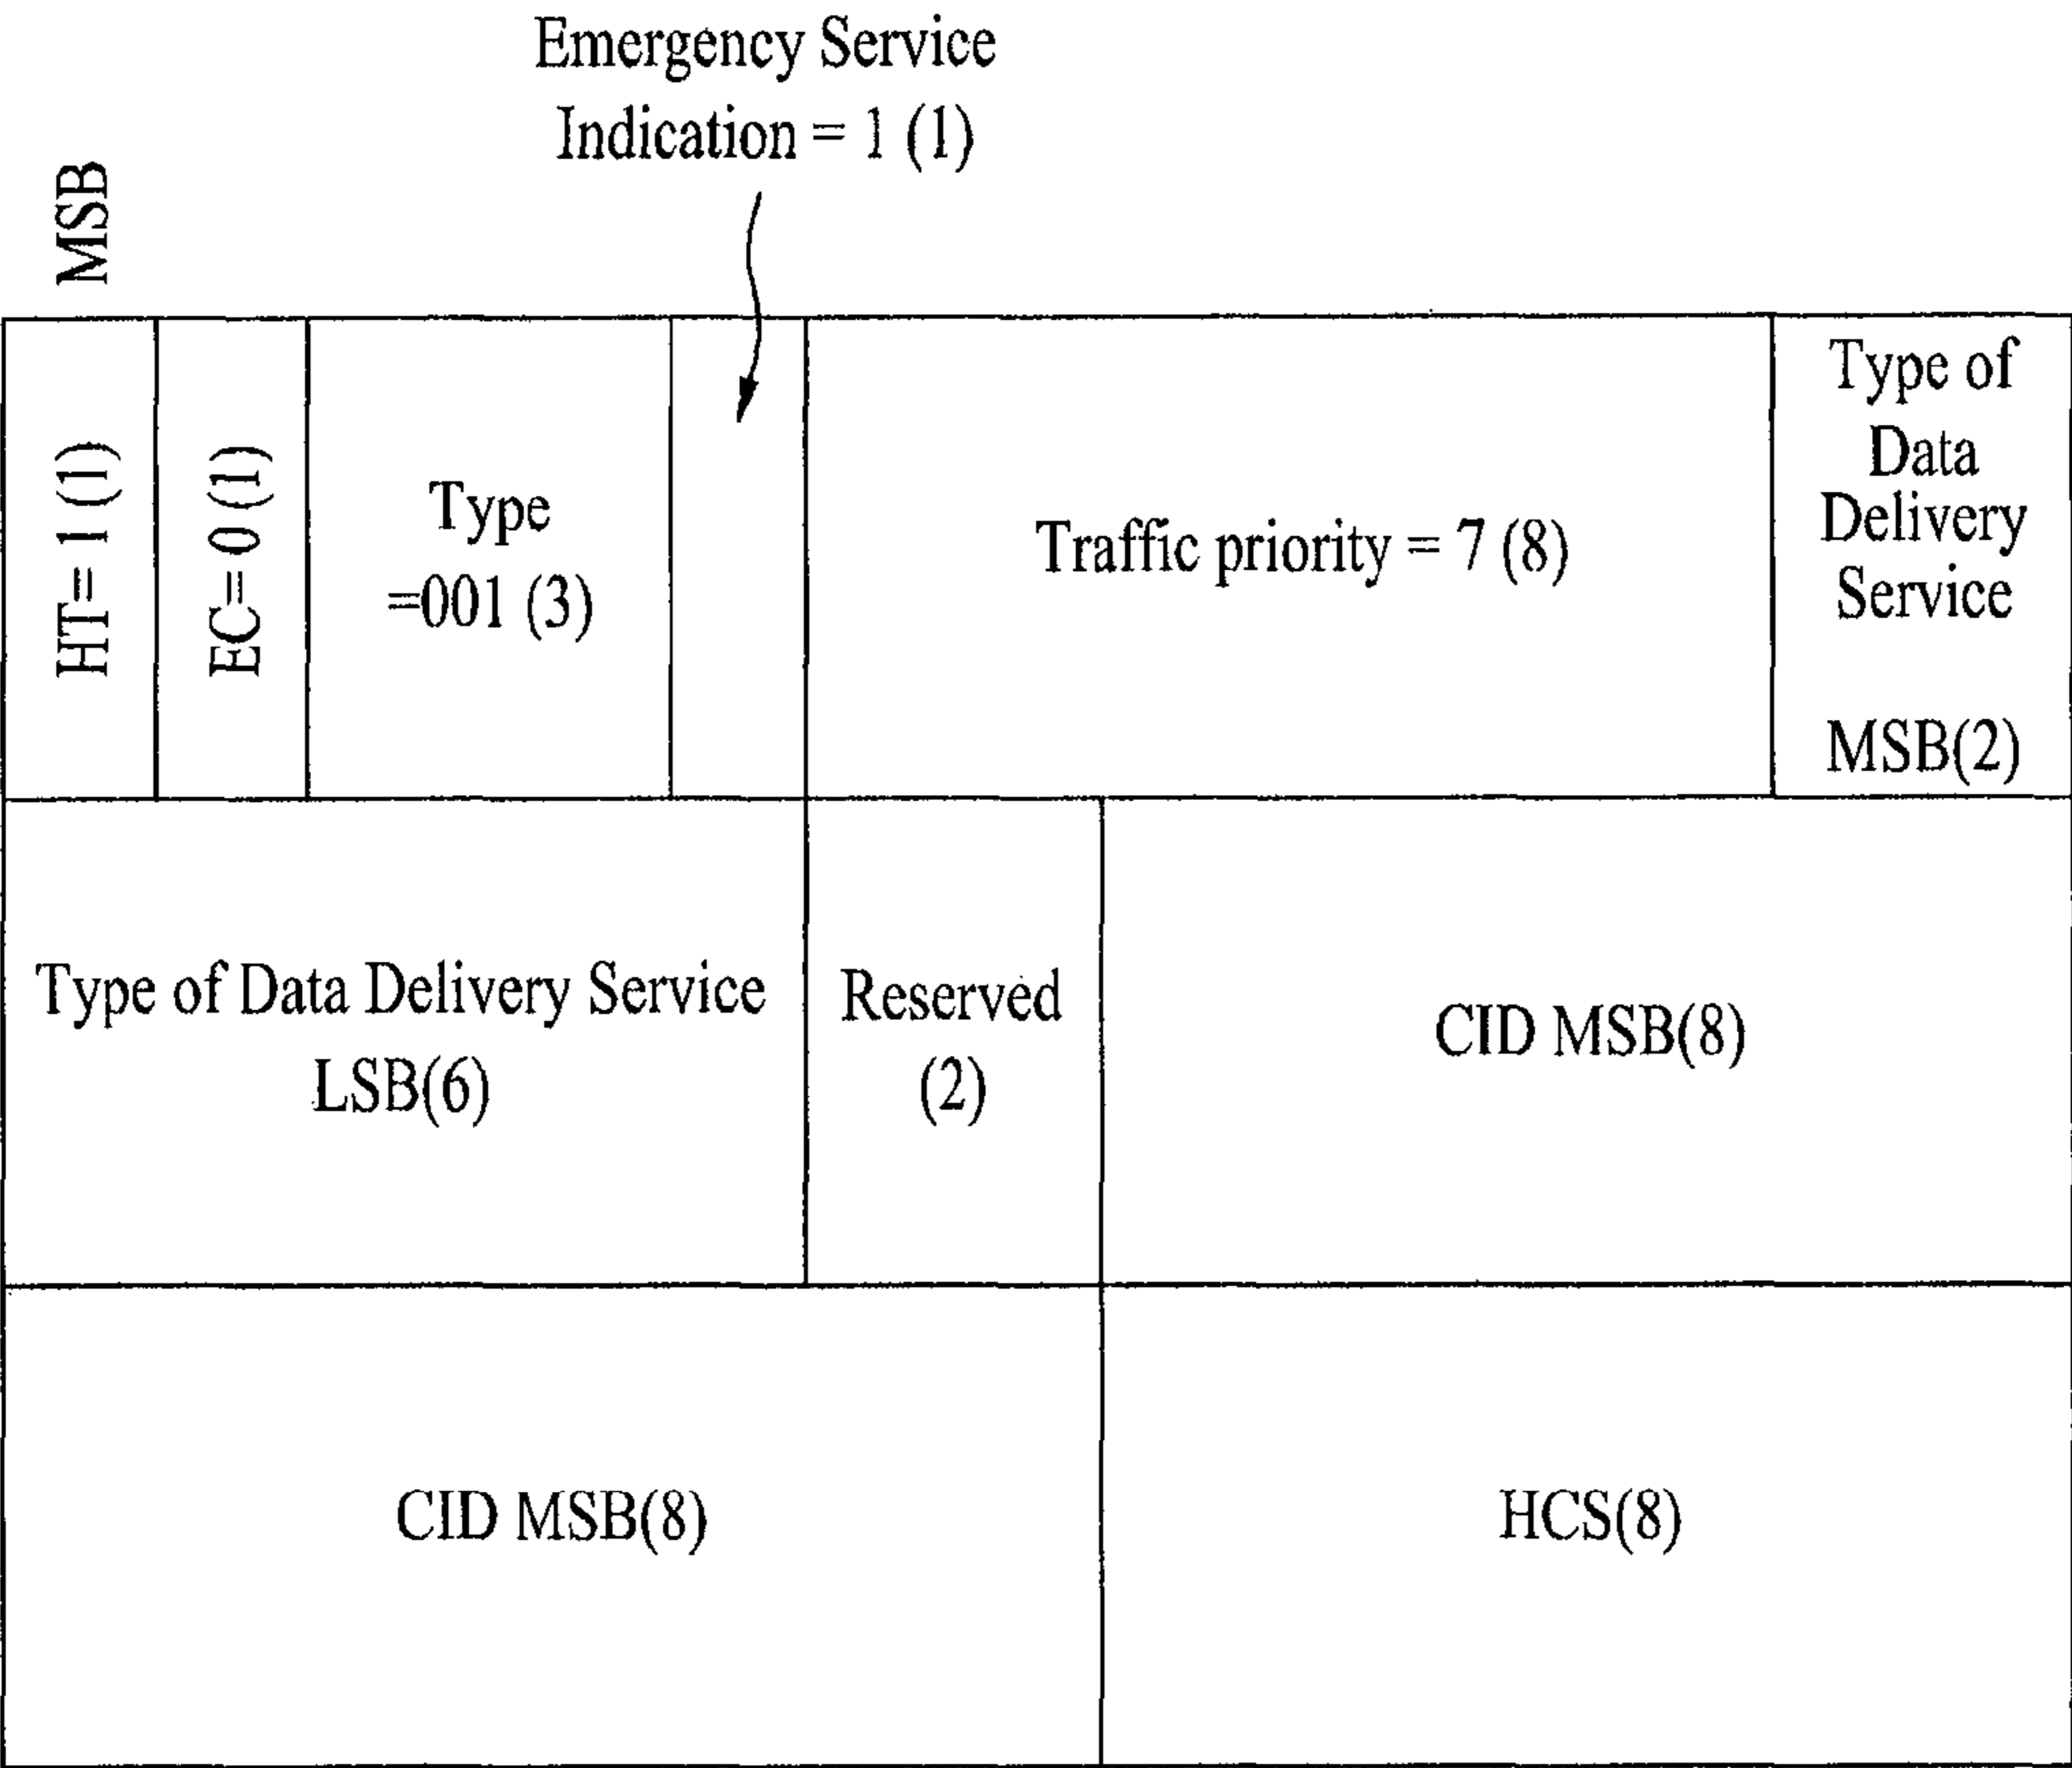 Emergency Service
Indication = 1 (1)
MSB
HT= 1 (1)
EC=0 (1)
Type
=001 (3)
Traffic priority = 7 (8)
Type of
Data
Delivery
Service
MSB(2)
Type of Data Delivery Service
LSB(6)
Reserved
(2)
CID MSB(8)
CID MSB(8)
HCS(8)